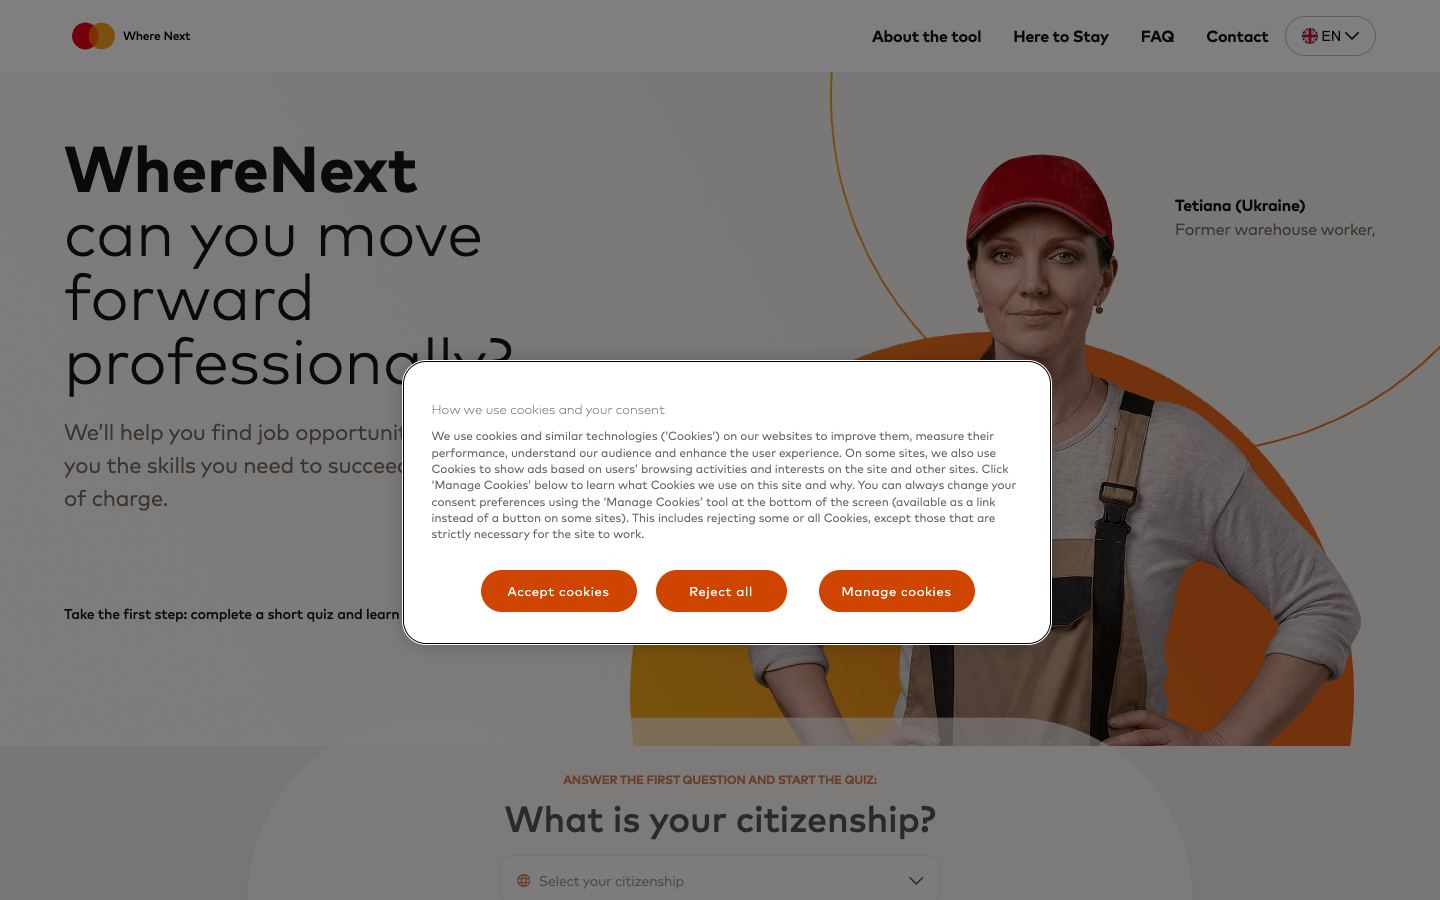 Where Next
About the tool
Here to Stay
FAQ
Contact
EN
WhereNext
can you move
forward
professionally?
Tetiana (Ukraine)
Former warehouse worker,
We'll help you find job opportunit
you the skills you need to succeed
of charge.
Take the first step: complete a short quiz and learn
How we use cookies and your consent
We use cookies and similar technologies ('Cookies') on our websites to improve them, measure their
performance, understand our audience and enhance the user experience. On some sites, we also use
Cookies to show ads based on users' browsing activities and interests on the site and other sites. Click
'Manage Cookies' below to learn what Cookies we use on this site and why. You can always change your
consent preferences using the 'Manage Cookies' tool at the bottom of the screen (available as a link
instead of a button on some sites). This includes rejecting some or all Cookies, except those that are
strictly necessary for the site to work.
Accept cookies
Reject all
Manage cookies
ANSWER THE FIRST QUESTION AND START THE QUIZ:
What is your citizenship?
Select your citizenship